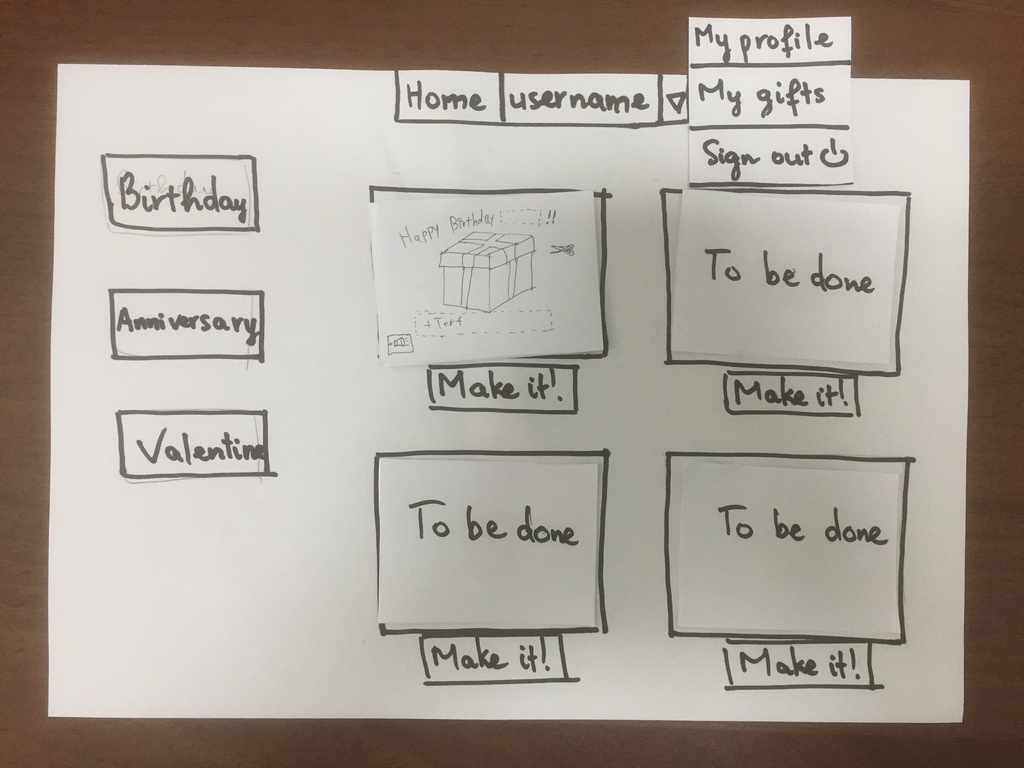 My profile
Home username ▽ My gifts
Sign out
Birthday
Anniversary
Valentine
Happy Birthday !!
+Text
Make it!
To be done
Make it!
To be done
Make it!
To be done
Make it!